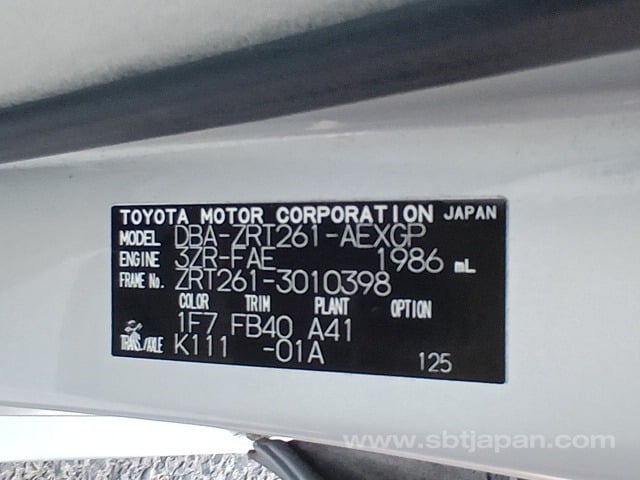 TOYOTA MOTOR CORPORATION JAPAN
MODEL DBA-ZRT261-AEXGP
ENGINE 3ZR-FAE 1986 mL
FRAME No. ZRT261-3010398
COLOR TRIM PLANT OPTION
1F7 FB40 A41
TRANS./AXLE K111 -01A
125
www.sbtjapan.com